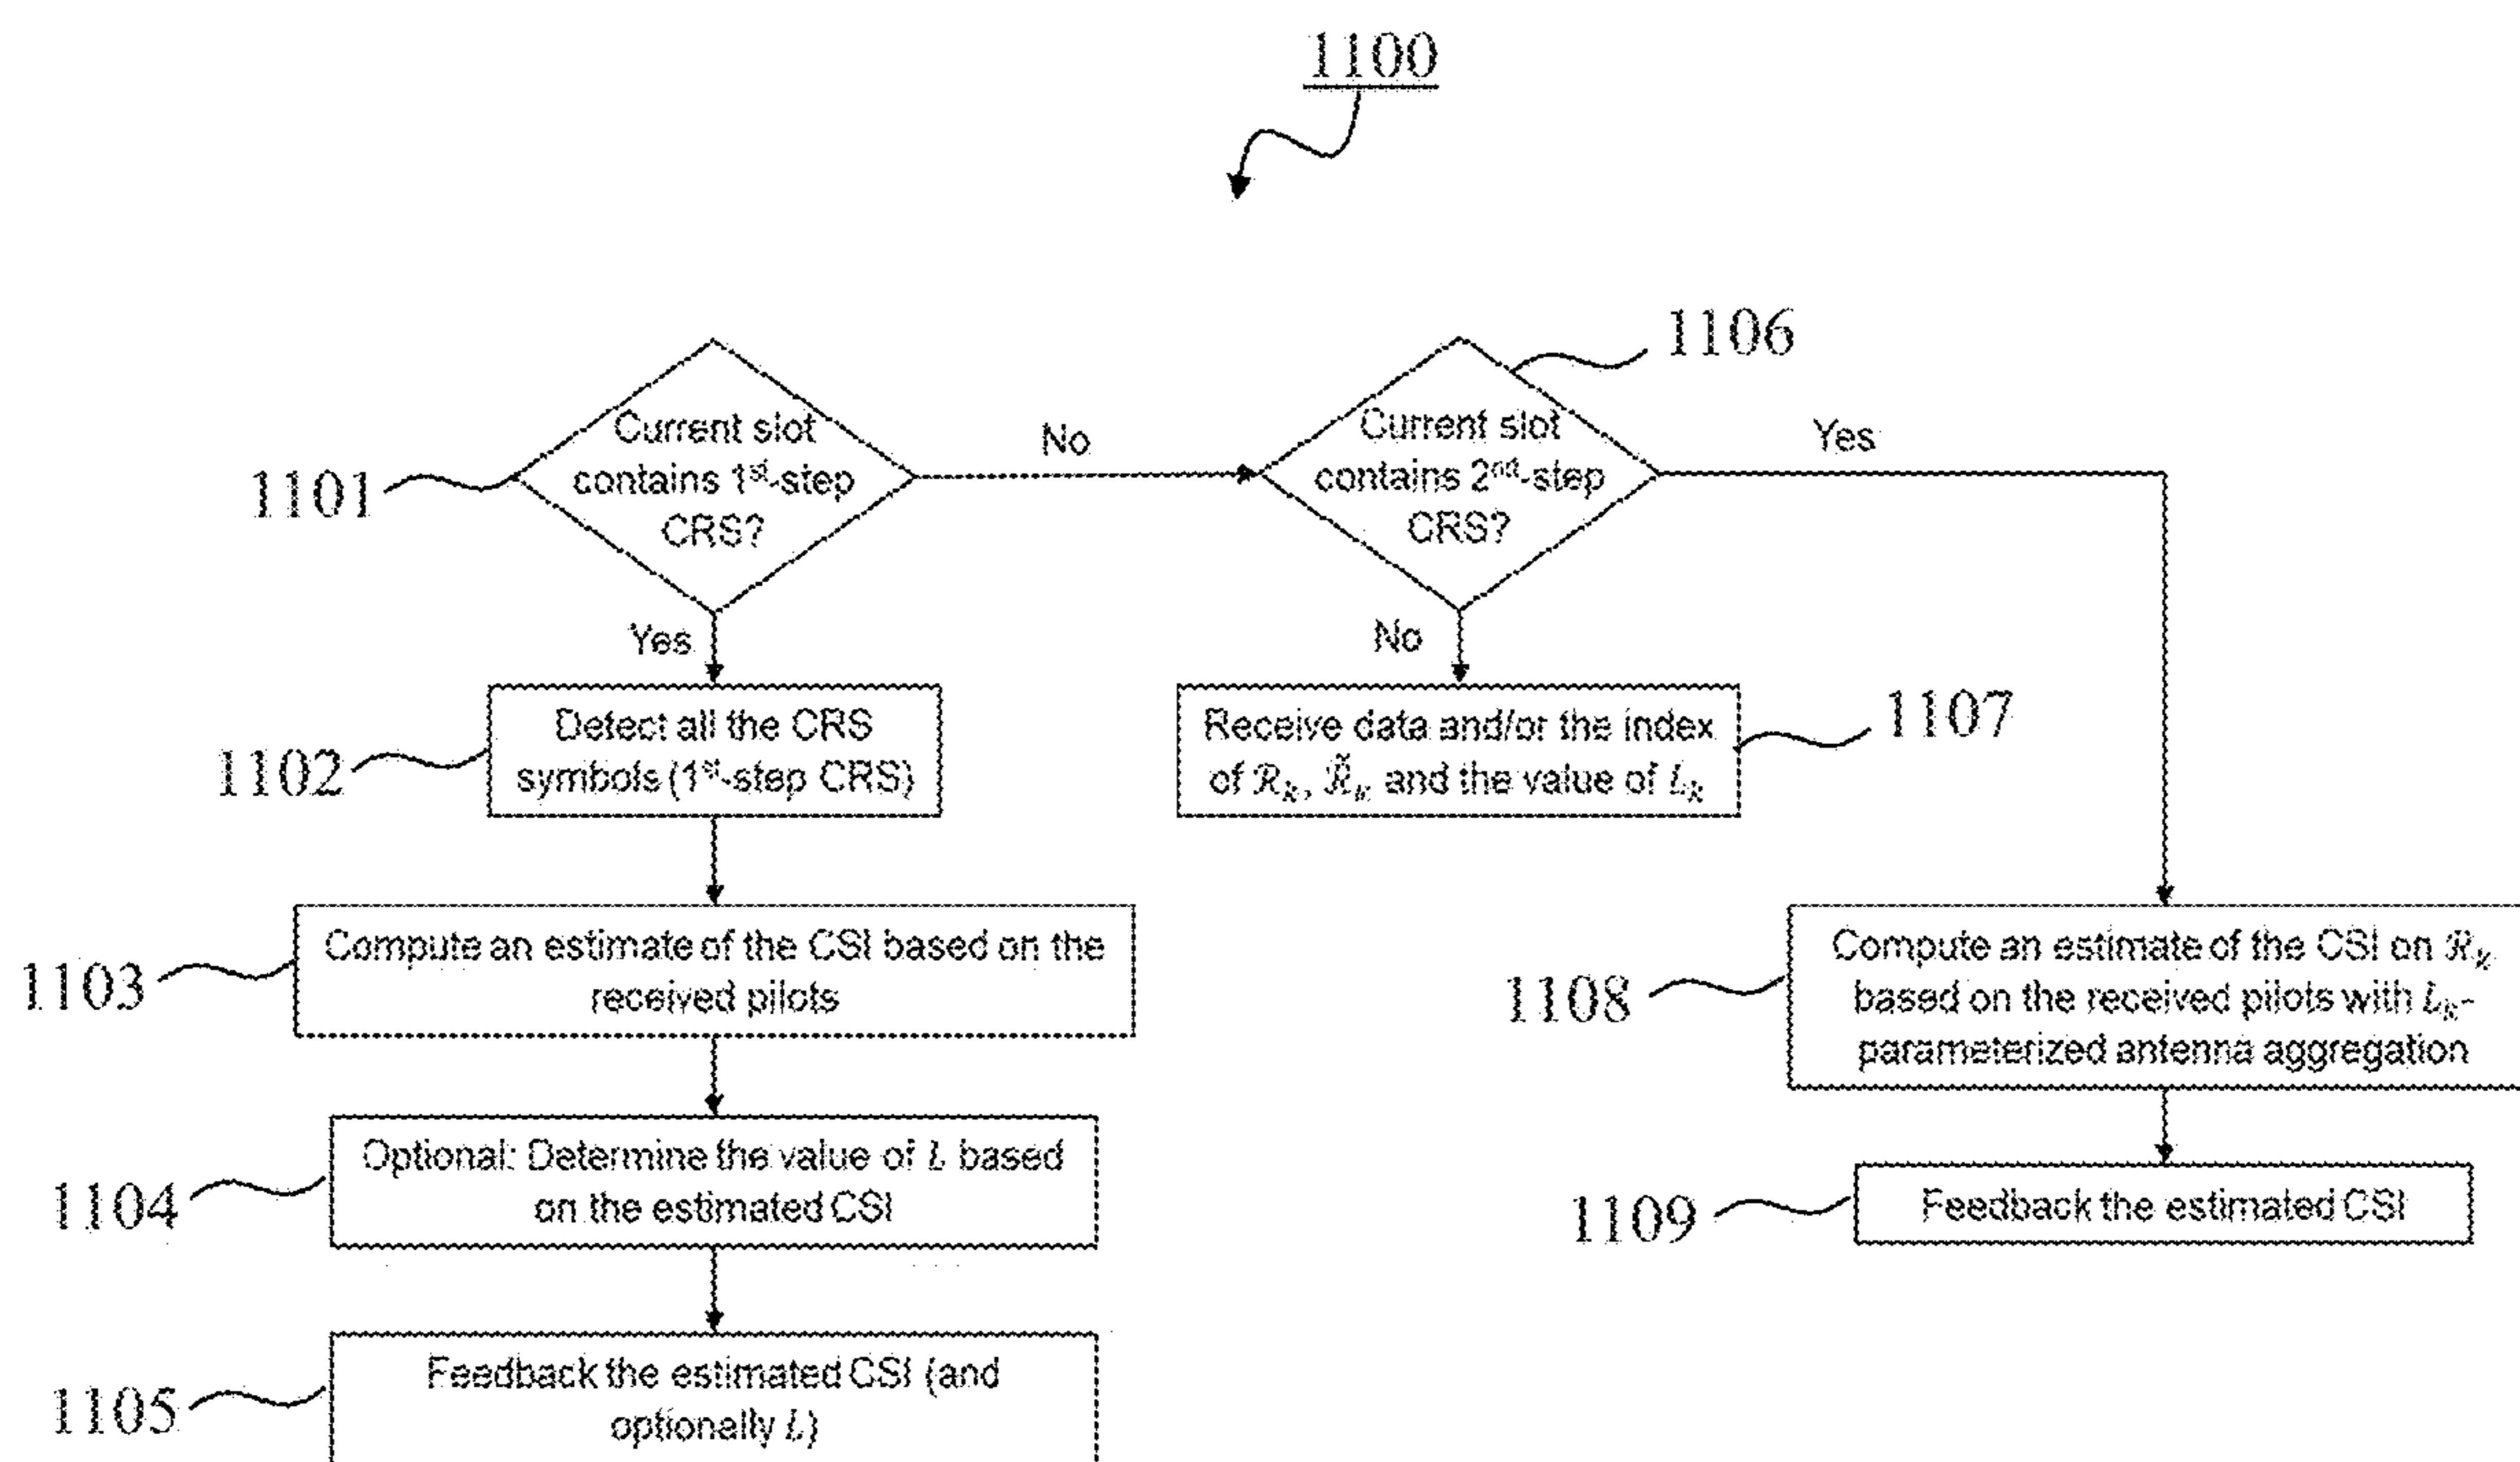 1100
1101
Current slot
contains 1st-step
CRS?
No
1106
Current slot
contains 2nd-step
CRS?
Yes
Yes
No
1102
Detect all the CRS
symbols (1st-step CRS)
Receive data and/or the index
of ℛₖ, ℛ̃ₖ and the value of Lₖ
1107
1103
Compute an estimate of the CSI based on the
received pilots
1108
Compute an estimate of the CSI on ℛₖ
based on the received pilots with Lₖ-
parameterized antenna aggregation
1104
Optional: Determine the value of L based
on the estimated CSI
1109
Feedback the estimated CSI
1105
Feedback the estimated CSI (and
optionally L)